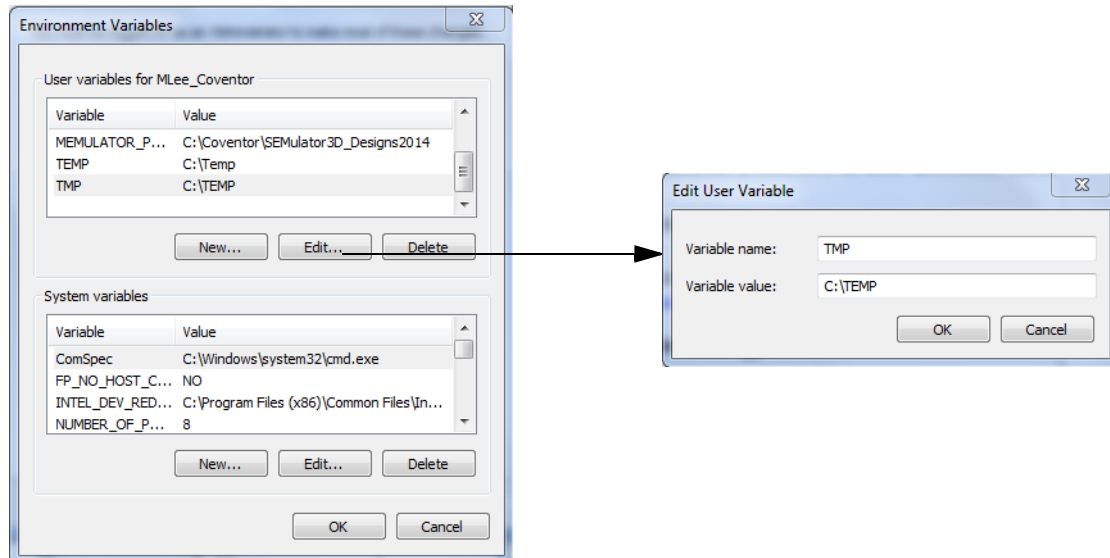 Environment Variables
User variables for MLee_Coventor
Variable Value
MEMULATOR_P... C:\Coventor\SEMulator3D_Designs2014
TEMP C:\Temp
TMP C:\TEMP
New... Edit... Delete
System variables
Variable Value
ComSpec C:\Windows\system32\cmd.exe
FP_NO_HOST_C... NO
INTEL_DEV_RED... C:\Program Files (x86)\Common Files\In...
NUMBER_OF_P... 8
New... Edit... Delete
OK Cancel
Edit User Variable
Variable name: TMP
Variable value: C:\TEMP
OK Cancel